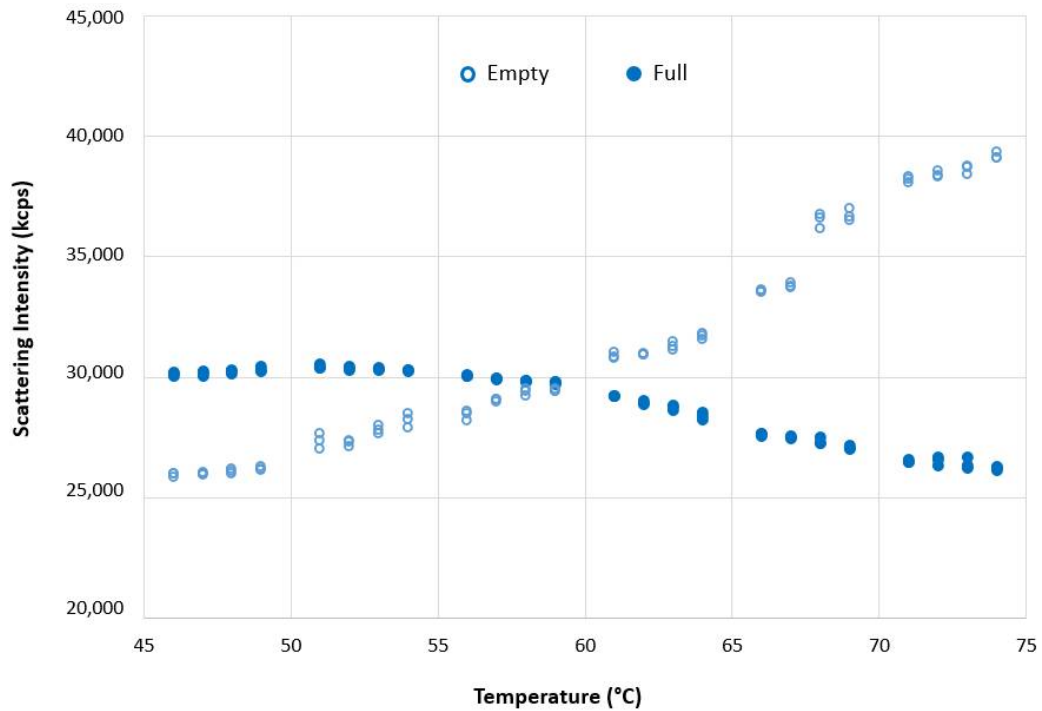 45,000
Empty Full
40,000
35,000
30,000
25,000
20,000
Scattering Intensity (kcps)
45 50 55 60 65 70 75
Temperature (°C)